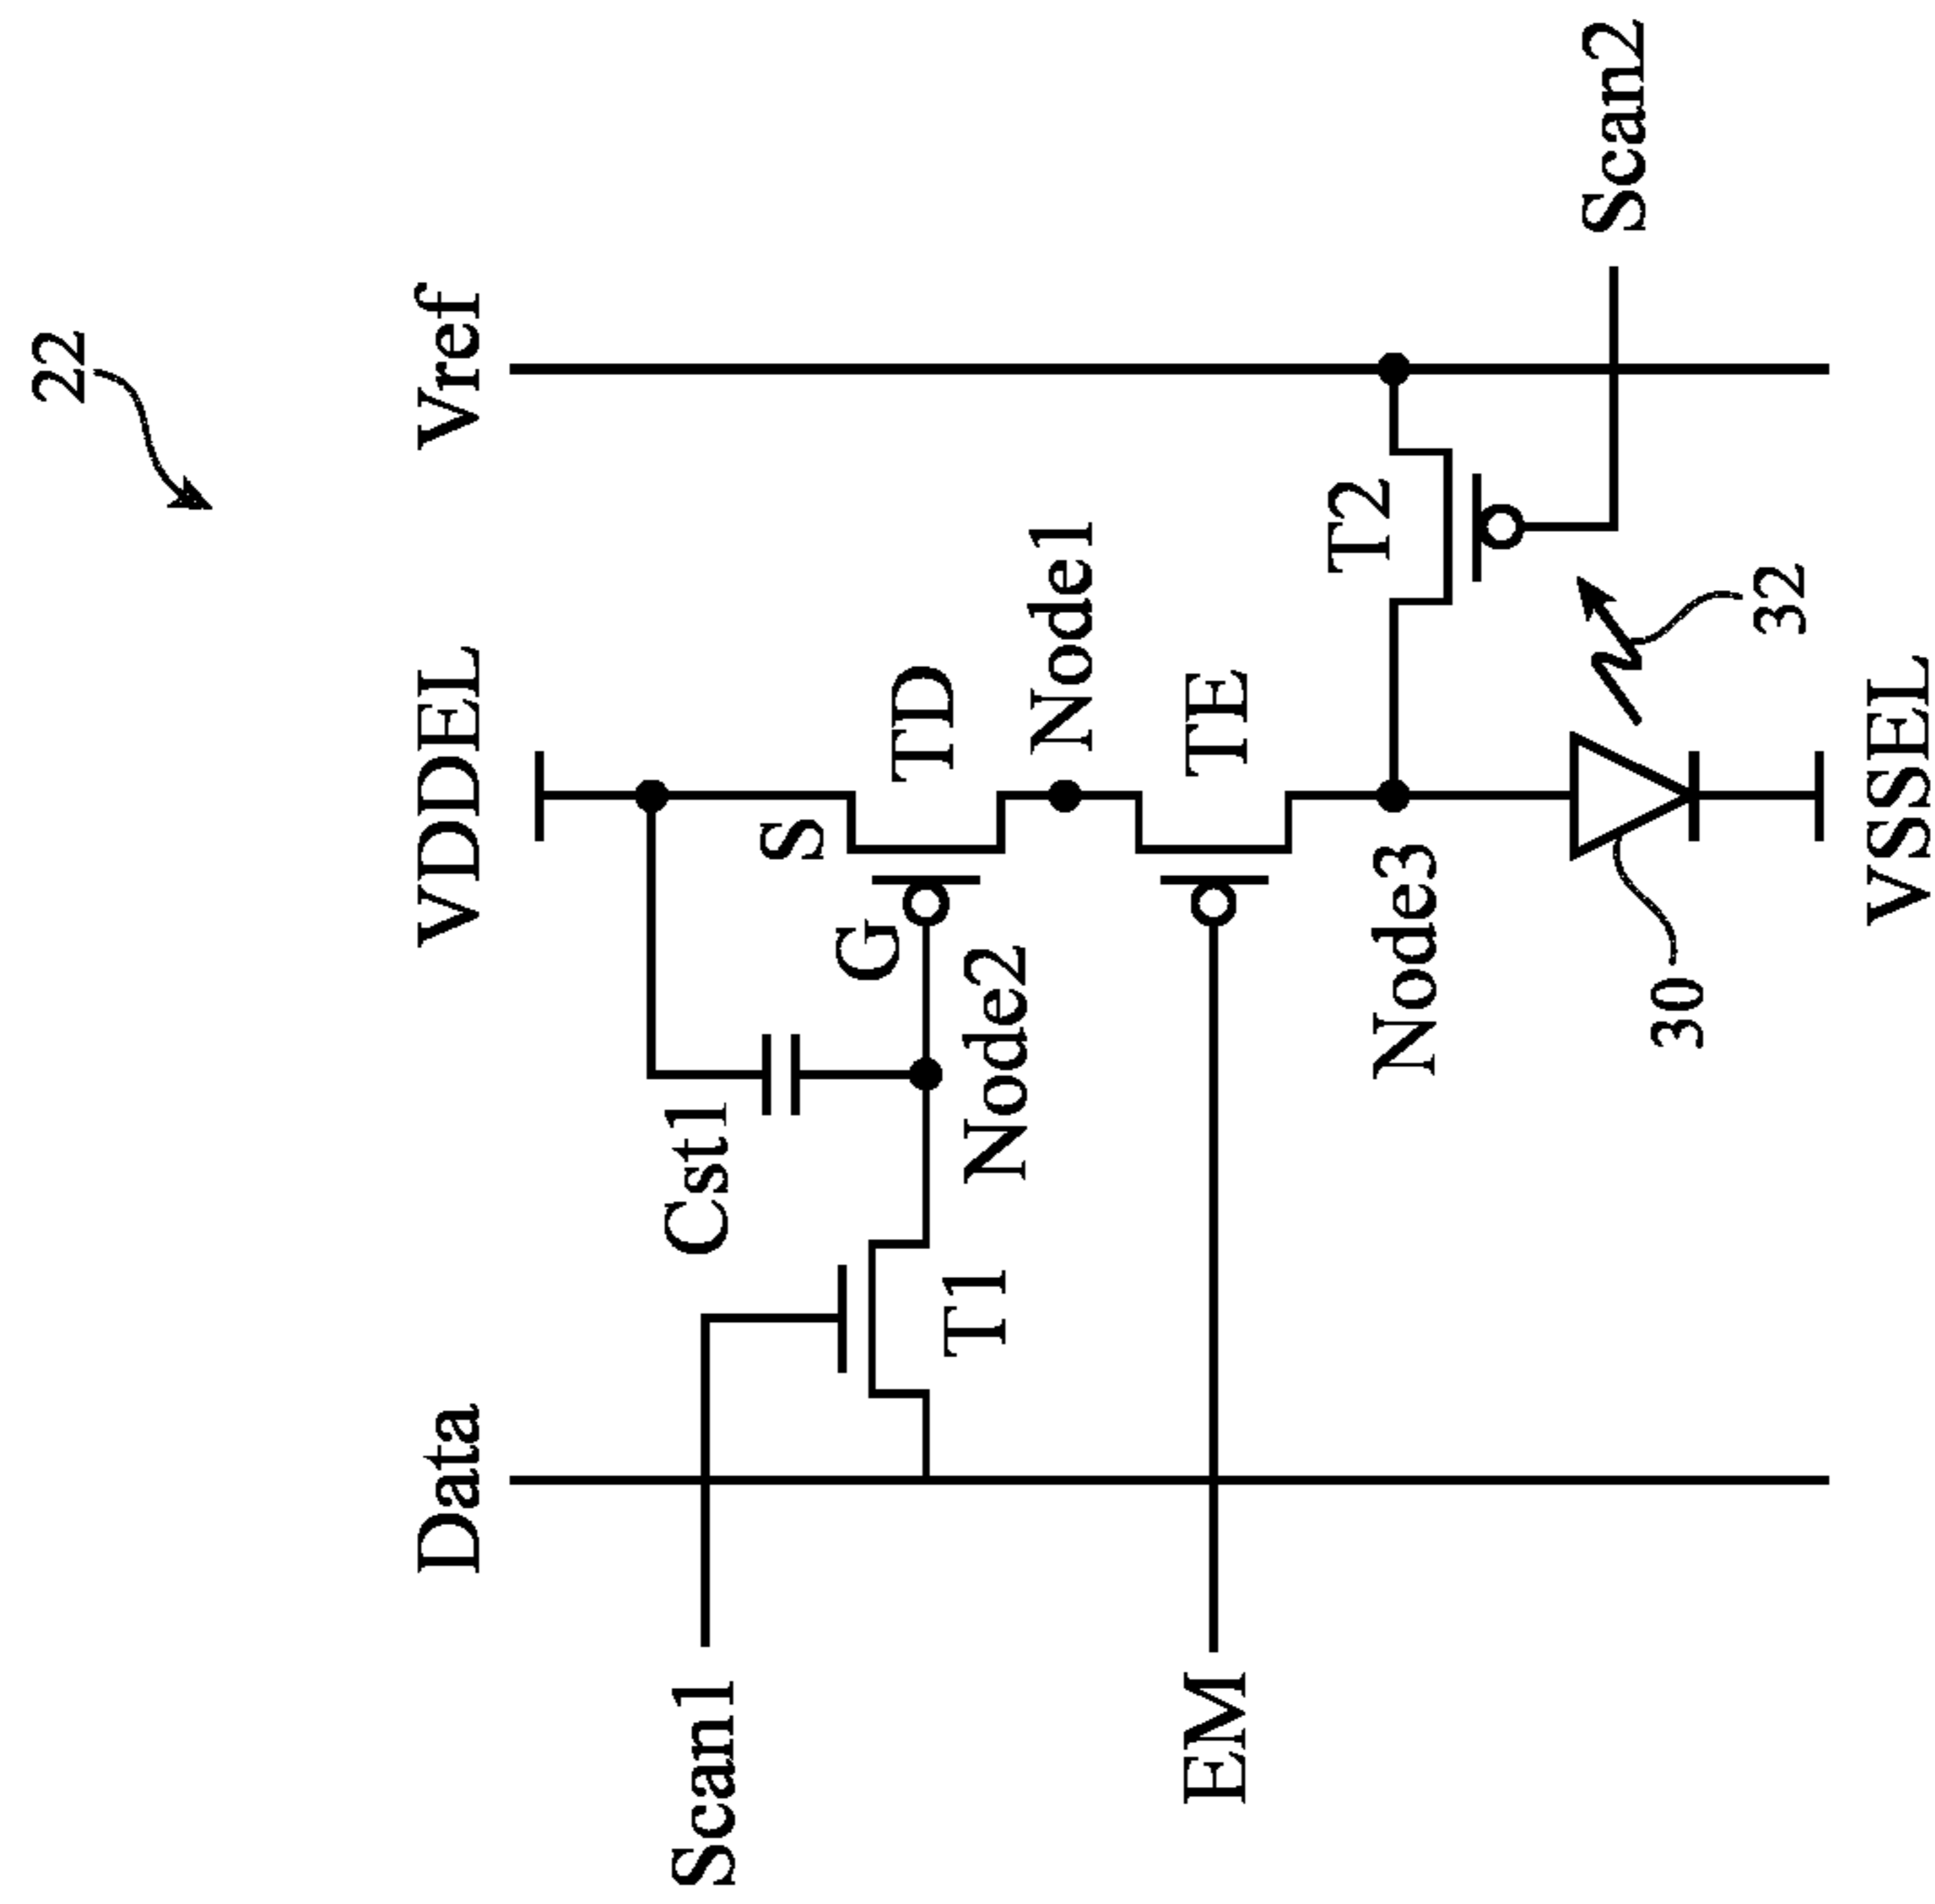 22
Data
VDDEL
Vref
Scan1
Cst1
S
G
TD
T1
Node2
Node1
EM
TE
Node3
T2
Scan2
30
32
VSSEL